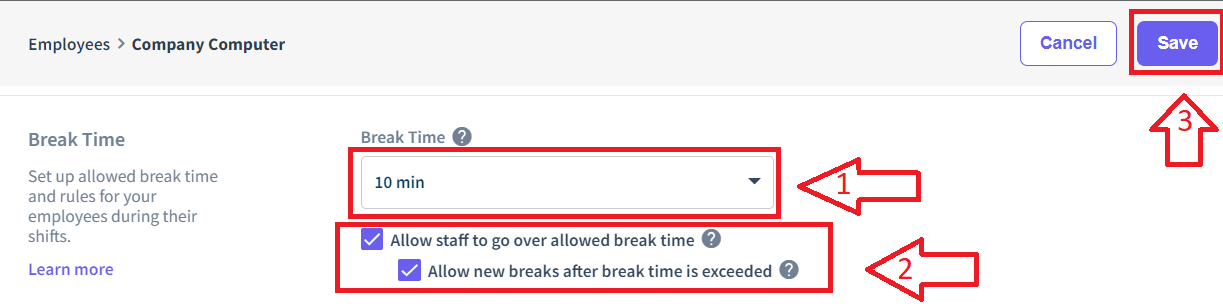 Employees > Company Computer
Cancel
Save
3
Break Time
Set up allowed break time
and rules for your
employees during their
shifts.
Learn more
Break Time ?
10 min
1
Allow staff to go over allowed break time ?
Allow new breaks after break time is exceeded ?
2